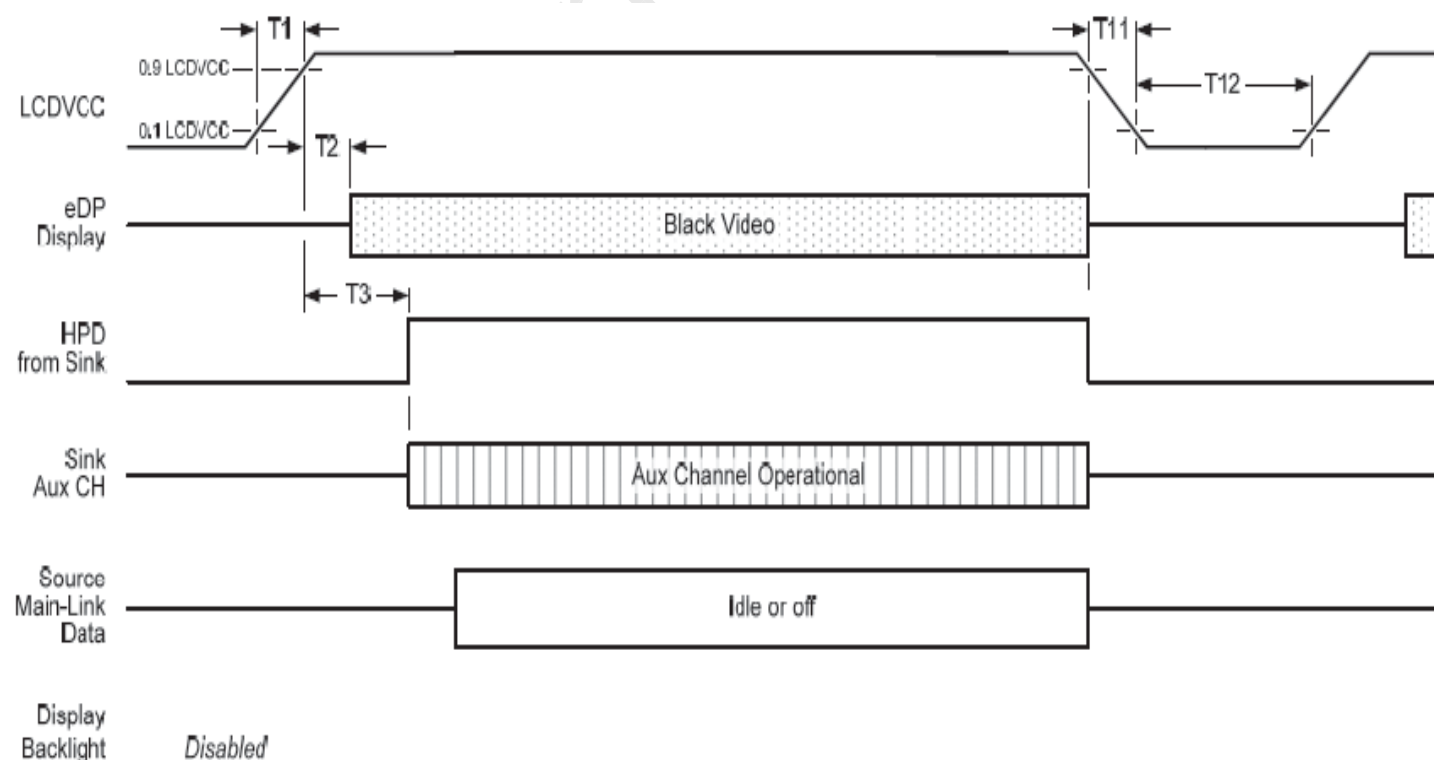 T1
T11
0.9 LCDVCC
T12
LCDVCC
0.1 LCDVCC
T2
eDP
Display
Black Video
T3
HPD
from Sink
Sink
Aux CH
Aux Channel Operational
Source
Main-Link
Data
Idle or off
Display
Backlight
Disabled